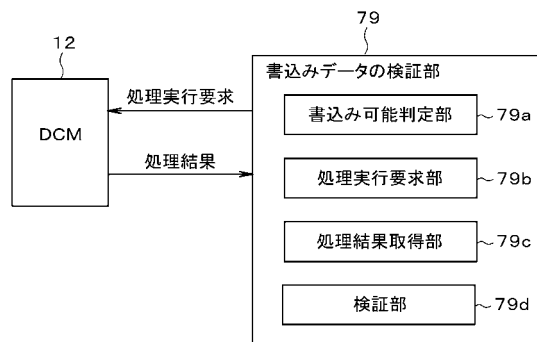 12
79
書込みデータの検証部
処理実行要求
書込み可能判定部
79a
DCM
処理結果
処理実行要求部
79b
処理結果取得部
79c
検証部
79d